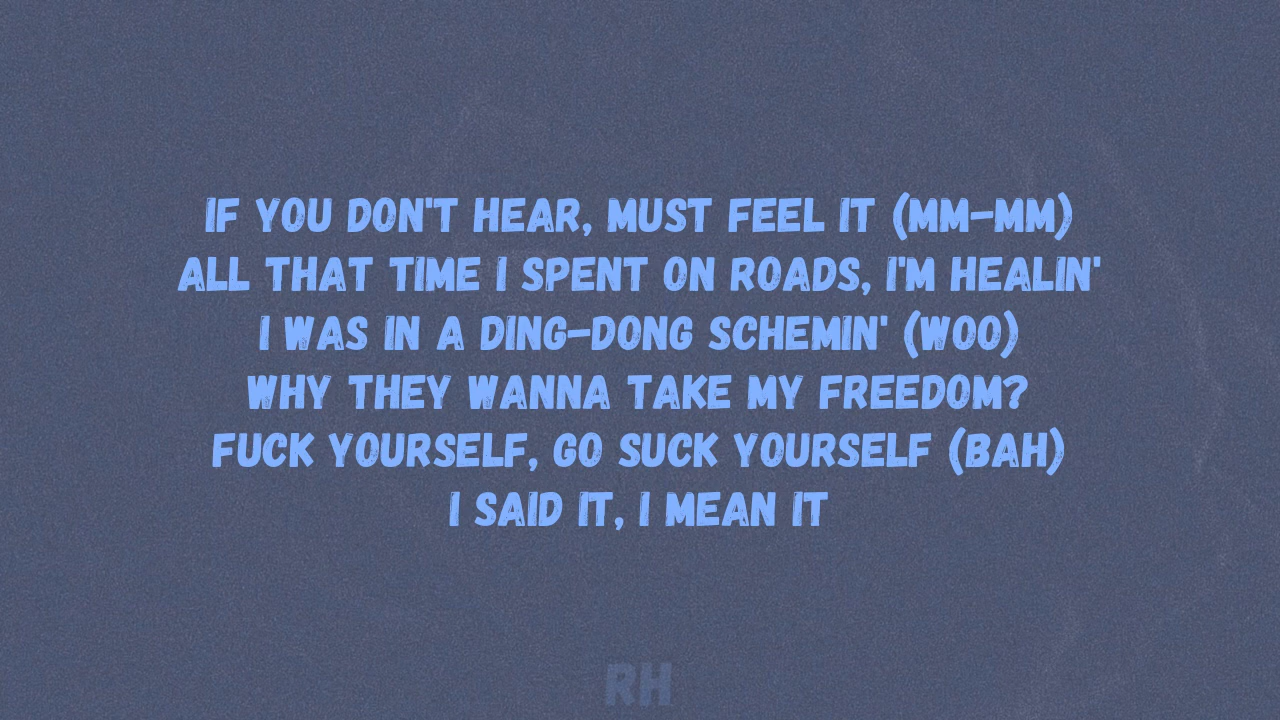 IF YOU DON'T HEAR, MUST FEEL IT (MM-MM)
ALL THAT TIME I SPENT ON ROADS, I'M HEALIN'
I WAS IN A DING-DONG SCHEMIN' (WOO)
WHY THEY WANNA TAKE MY FREEDOM?
FUCK YOURSELF, GO SUCK YOURSELF (BAH)
I SAID IT, I MEAN IT
RH